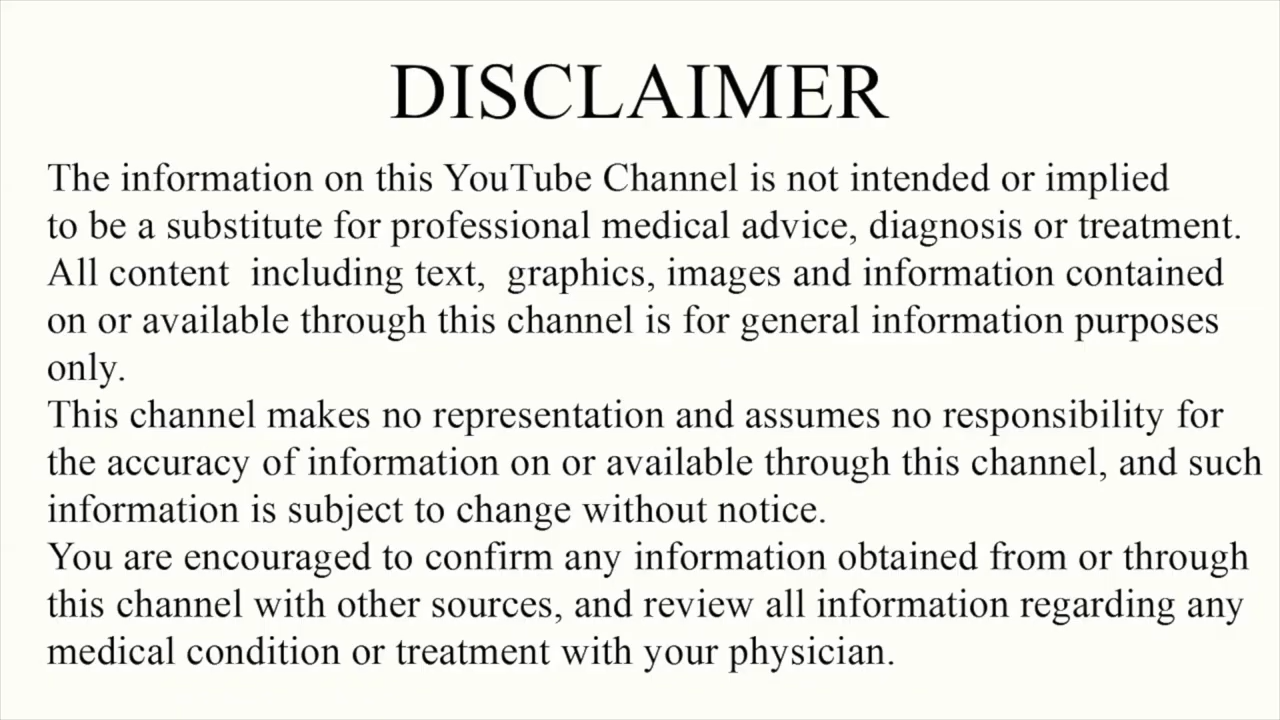 DISCLAIMER
The information on this YouTube Channel is not intended or implied
to be a substitute for professional medical advice, diagnosis or treatment.
All content  including text,  graphics, images and information contained
on or available through this channel is for general information purposes
only.
This channel makes no representation and assumes no responsibility for
the accuracy of information on or available through this channel, and such
information is subject to change without notice.
You are encouraged to confirm any information obtained from or through
this channel with other sources, and review all information regarding any
medical condition or treatment with your physician.